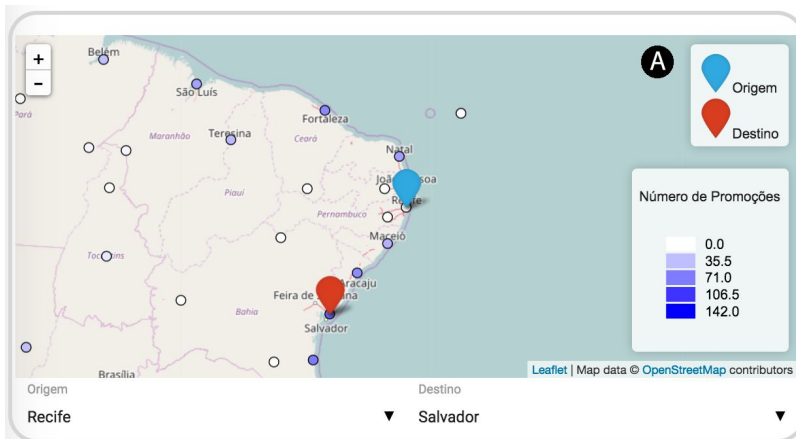 +
−
A
Origem
Destino
Número de Promoções
0.0
35.5
71.0
106.5
142.0
Belém
São Luís
Fortaleza
Pará
Maranhão
Teresina
Ceará
Natal
Piauí
Pernambuco
Maceió
Tocantins
Aracaju
Feira de
Bahia
Salvador
Brasília
Leaflet | Map data © OpenStreetMap contributors
Origem
Destino
Recife ▼
Salvador ▼